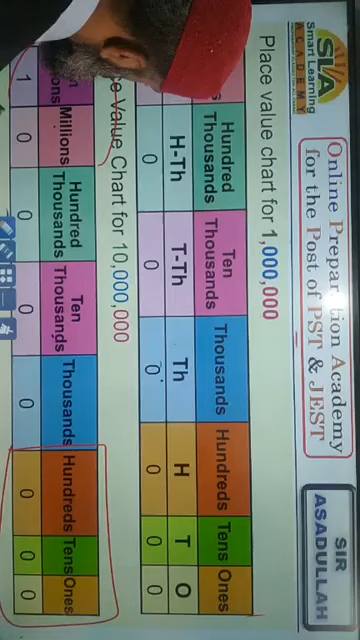 SLA
Smart Learning
ACADEMY
Online Preparation Academy
for the Post of PST & JEST
SIR
ASADULLAH
Place value chart for 1,000,000
Hundred Thousands
Ten Thousands
Thousands
Hundreds
Tens
Ones
H-Th
T-Th
Th
H
T
O
0
0
0
0
0
0
Value Chart for 10,000,000
Millions
Hundred Thousands
Ten Thousands
Thousands
Hundreds
Tens
Ones
1
0
0
0
0
0
0
0